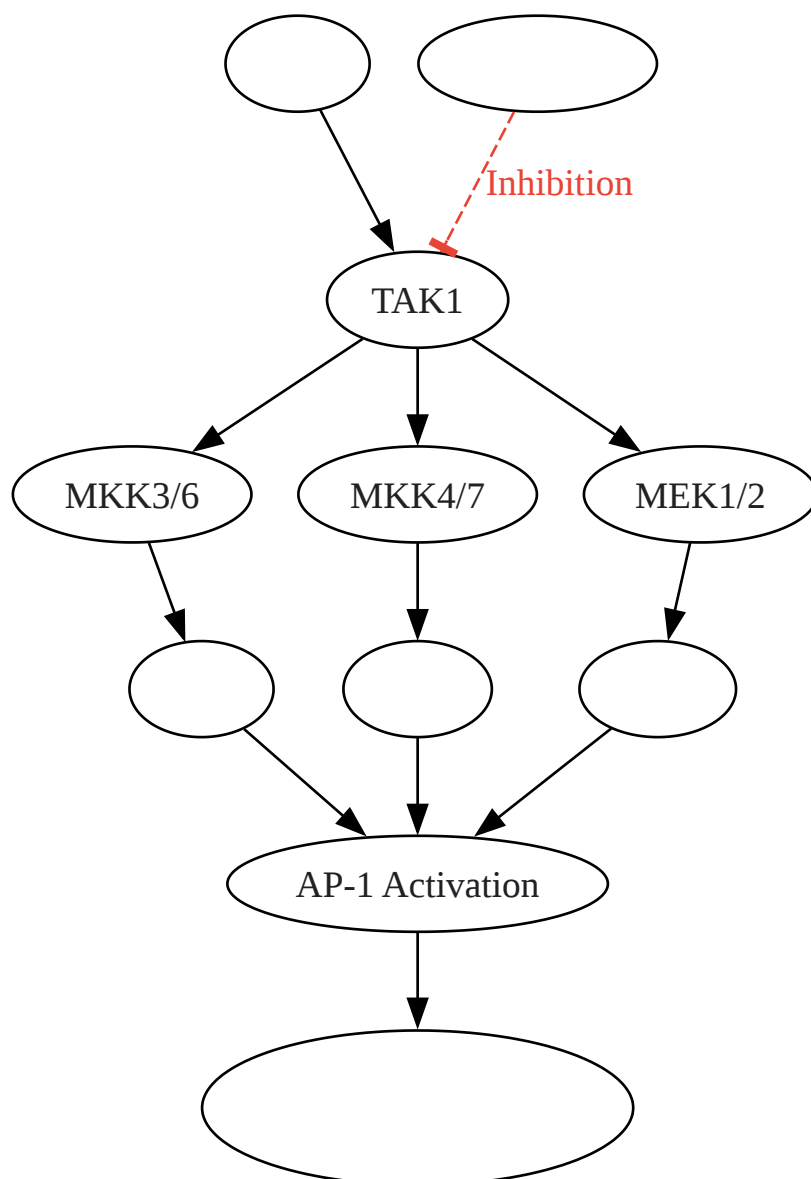 Inhibition
TAK1
MKK3/6
MKK4/7
MEK1/2
AP-1 Activation